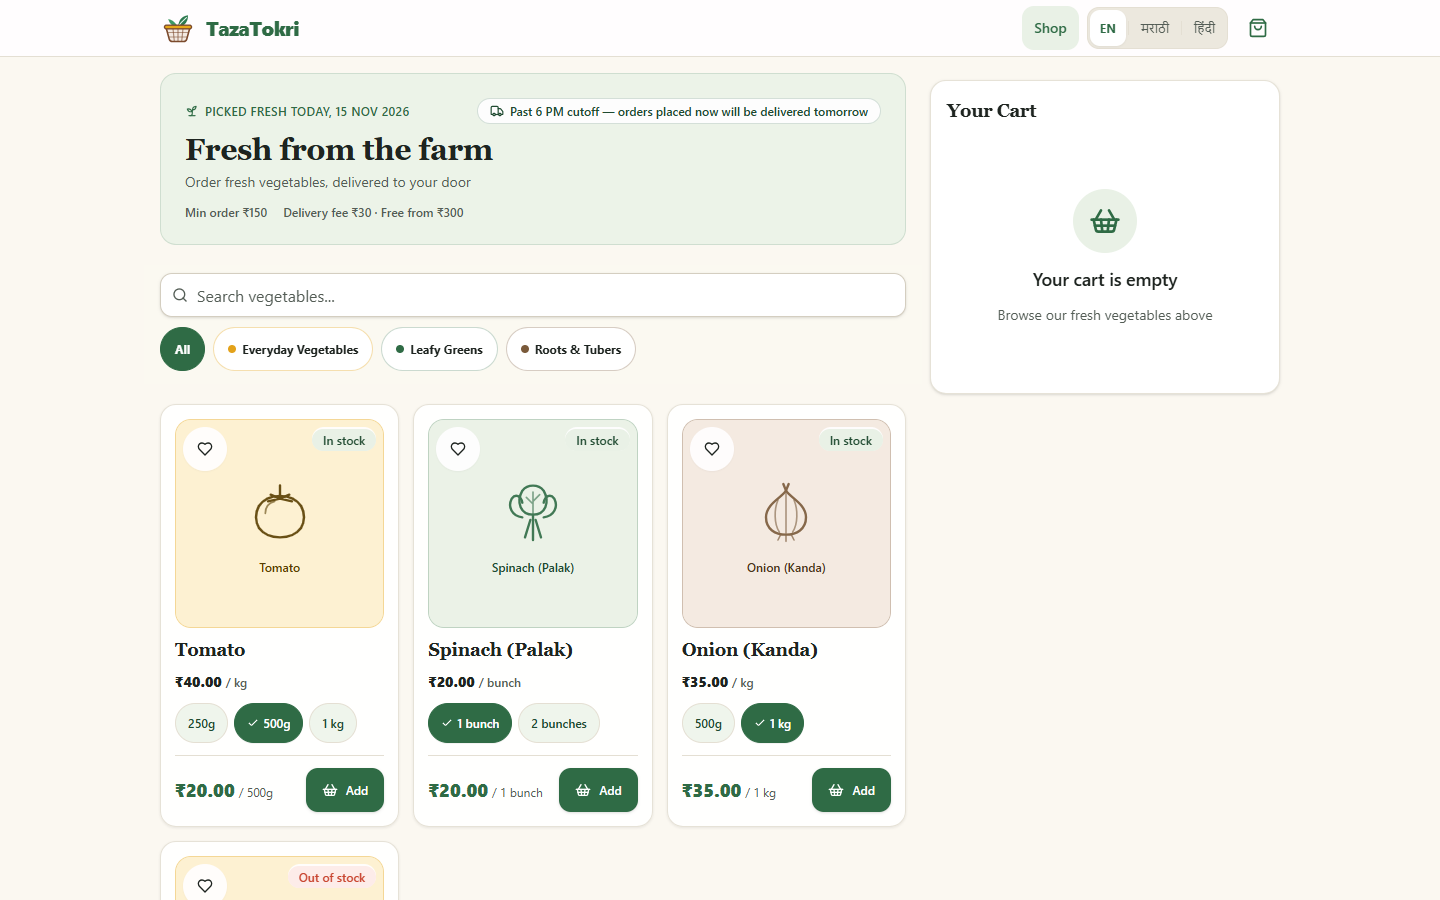 TazaTokri
Shop
EN
मराठी
हिंदी
PICKED FRESH TODAY, 15 NOV 2026
Past 6 PM cutoff — orders placed now will be delivered tomorrow
Fresh from the farm
Order fresh vegetables, delivered to your door
Min order ₹150
Delivery fee ₹30 · Free from ₹300
Your Cart
Your cart is empty
Browse our fresh vegetables above
Search vegetables...
All
Everyday Vegetables
Leafy Greens
Roots & Tubers
In stock
Tomato
Tomato
₹40.00 / kg
250g
500g
1 kg
₹20.00 / 500g
Add
In stock
Spinach (Palak)
Spinach (Palak)
₹20.00 / bunch
1 bunch
2 bunches
₹20.00 / 1 bunch
Add
In stock
Onion (Kanda)
Onion (Kanda)
₹35.00 / kg
500g
1 kg
₹35.00 / 1 kg
Add
Out of stock